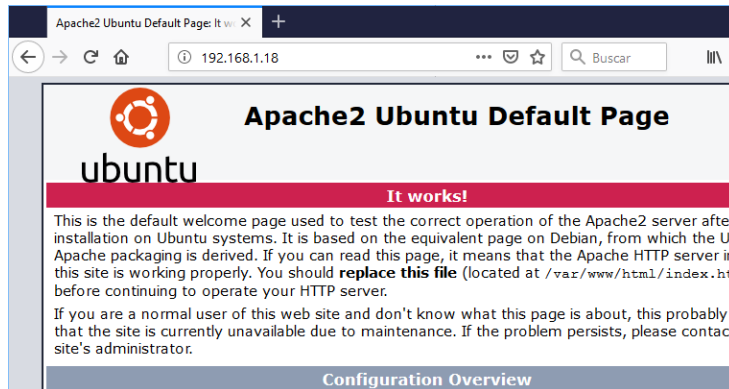 Apache2 Ubuntu Default Page: It w
192.168.1.18
Buscar
ubuntu
Apache2 Ubuntu Default Page
It works!
This is the default welcome page used to test the correct operation of the Apache2 server afte
installation on Ubuntu systems. It is based on the equivalent page on Debian, from which the U
Apache packaging is derived. If you can read this page, it means that the Apache HTTP server i
this site is working properly. You should replace this file (located at /var/www/html/index.ht
before continuing to operate your HTTP server.
If you are a normal user of this web site and don't know what this page is about, this probably
that the site is currently unavailable due to maintenance. If the problem persists, please contac
site's administrator.
Configuration Overview